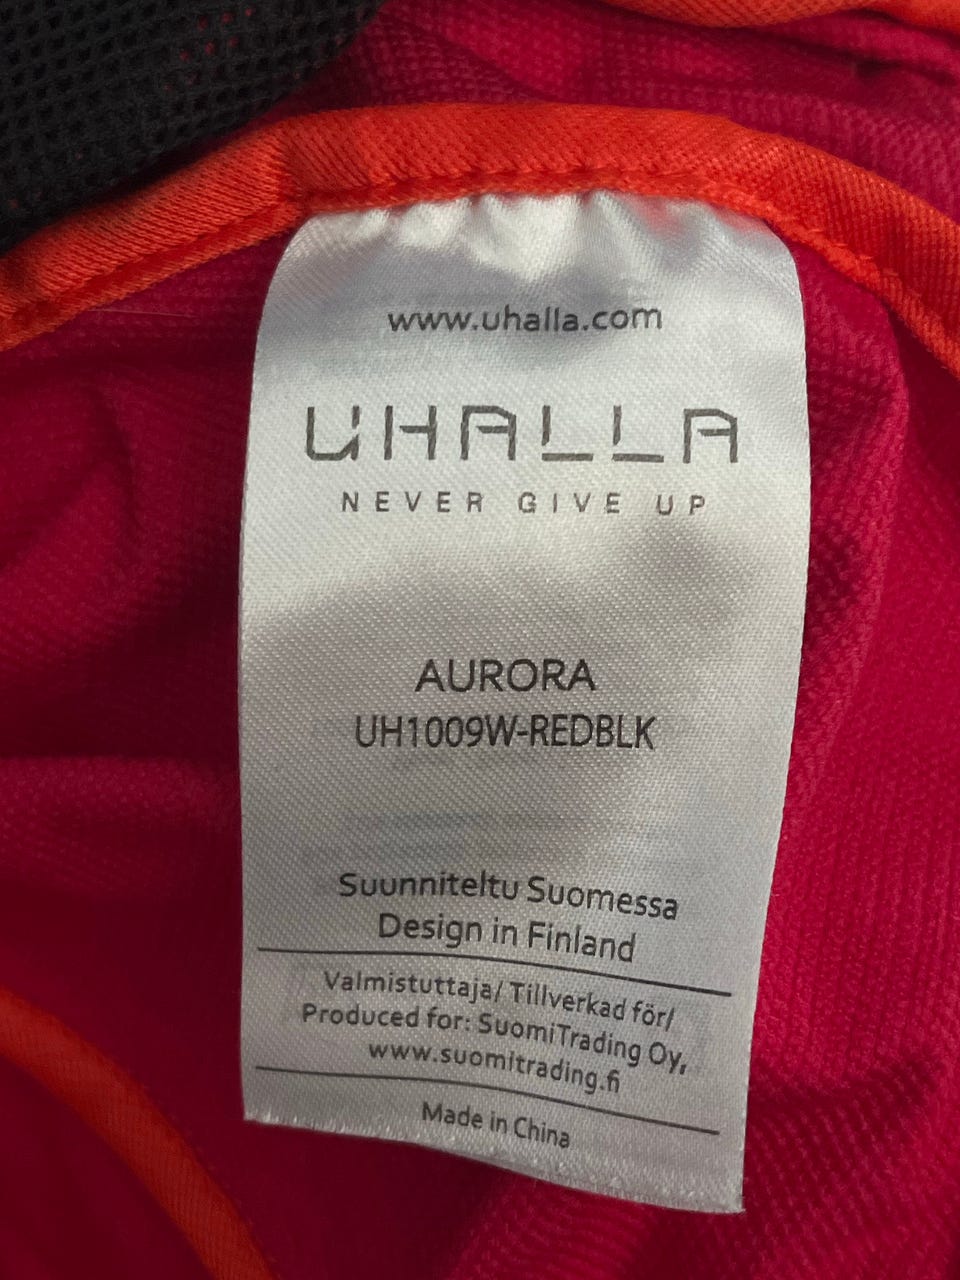 www.uhalla.com
UHALLA
NEVER GIVE UP
AURORA
UH1009W-REDBLK
Suunniteltu Suomessa
Design in Finland
Valmistuttaja/ Tillverkad för/
Produced for: SuomiTrading Oy,
www.suomitrading.fi
Made in China